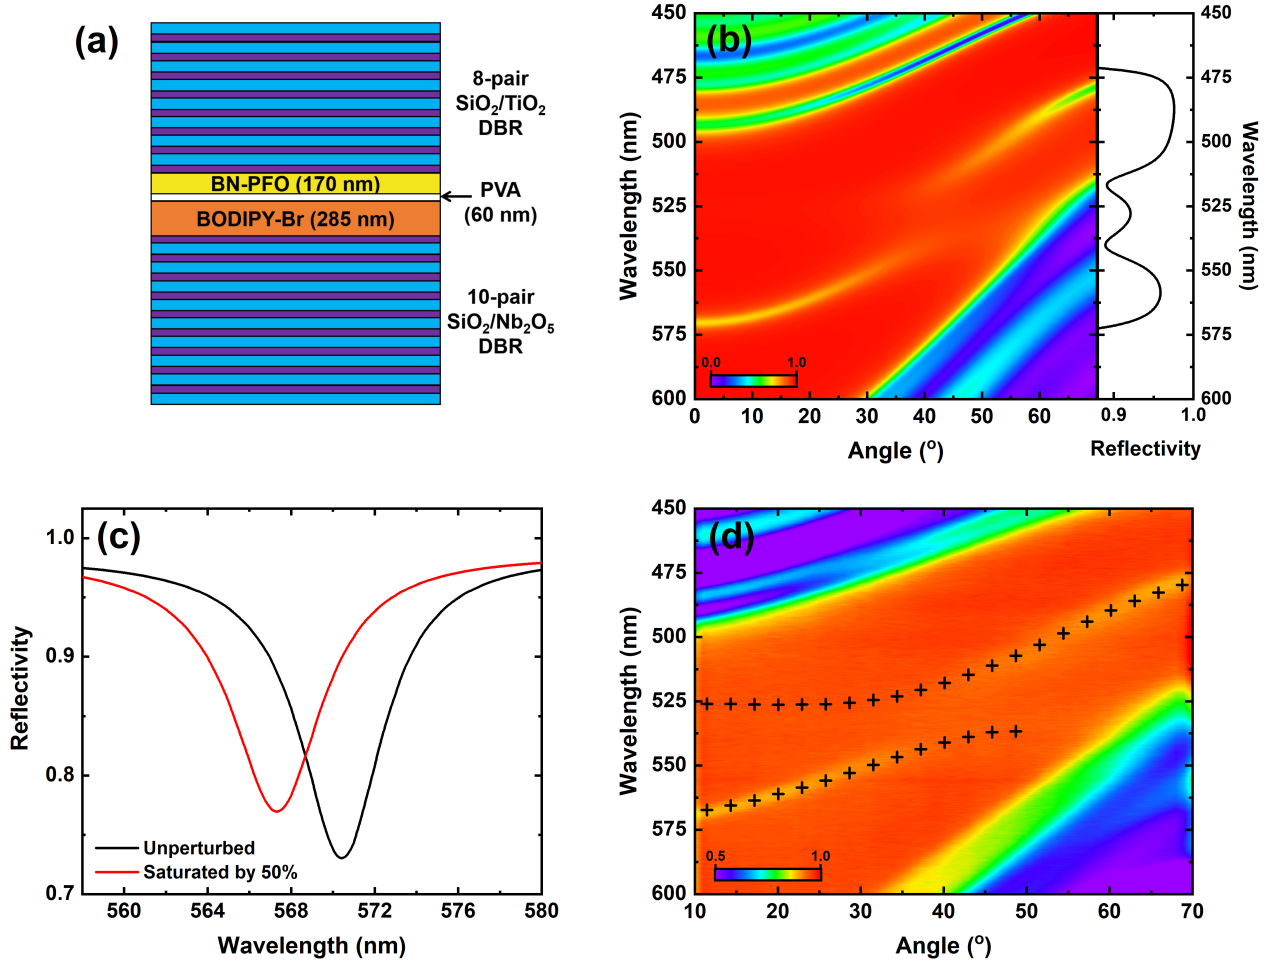 (a)
8-pair
SiO2/TiO2
DBR
BN-PFO (170 nm)
PVA
(60 nm)
BODIPY-Br (285 nm)
10-pair
SiO2/Nb2O5
DBR
(b)
450
475
500
525
550
575
600
Wavelength (nm)
0.0 1.0
0 10 20 30 40 50 60
Angle (o)
450
475
500
525
550
575
600
Wavelength (nm)
0.9 1.0
Reflectivity
(c)
1.0
0.9
0.8
0.7
Reflectivity
Unperturbed
Saturated by 50%
560 564 568 572 576 580
Wavelength (nm)
(d)
450
475
500
525
550
575
600
Wavelength (nm)
0.5 1.0
10 20 30 40 50 60 70
Angle (o)